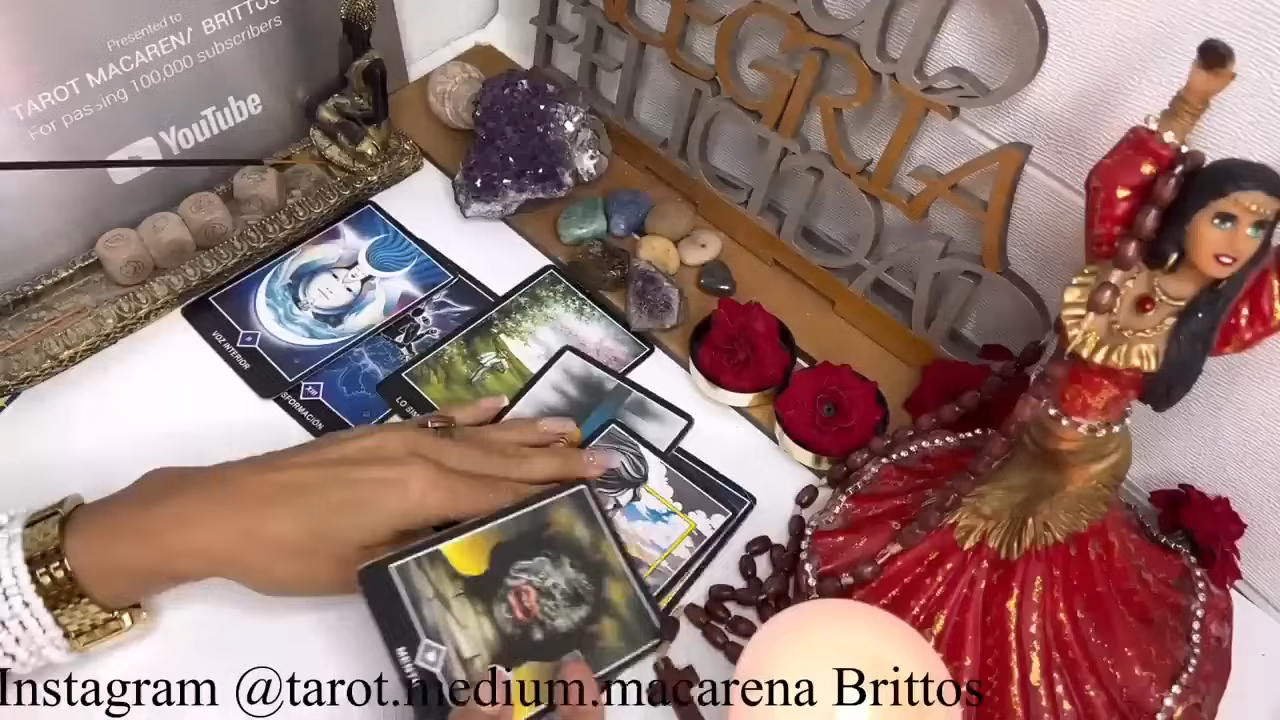 Presented to
TAROT MACAREN/ BRITTOS
For passing 100,000 subscribers
YouTube
ALEGRIA
FELICIDAD
VOZ INTERIOR
SFORMACIÓN
Instagram @tarot.medium.macarena Brittos